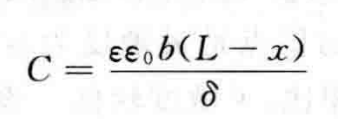 C = εε₀b(L − x) / δ